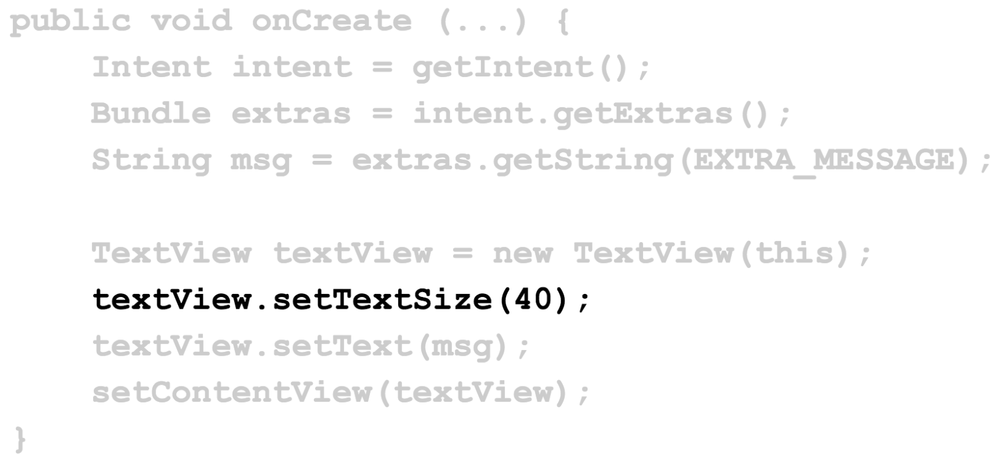 public void onCreate (...) {
Intent intent = getIntent();
Bundle extras = intent.getExtras();
String msg = extras.getString(EXTRA_MESSAGE);
TextView textView = new TextView(this);
textView.setTextSize(40);
textView.setText(msg);
setContentView(textView);
}